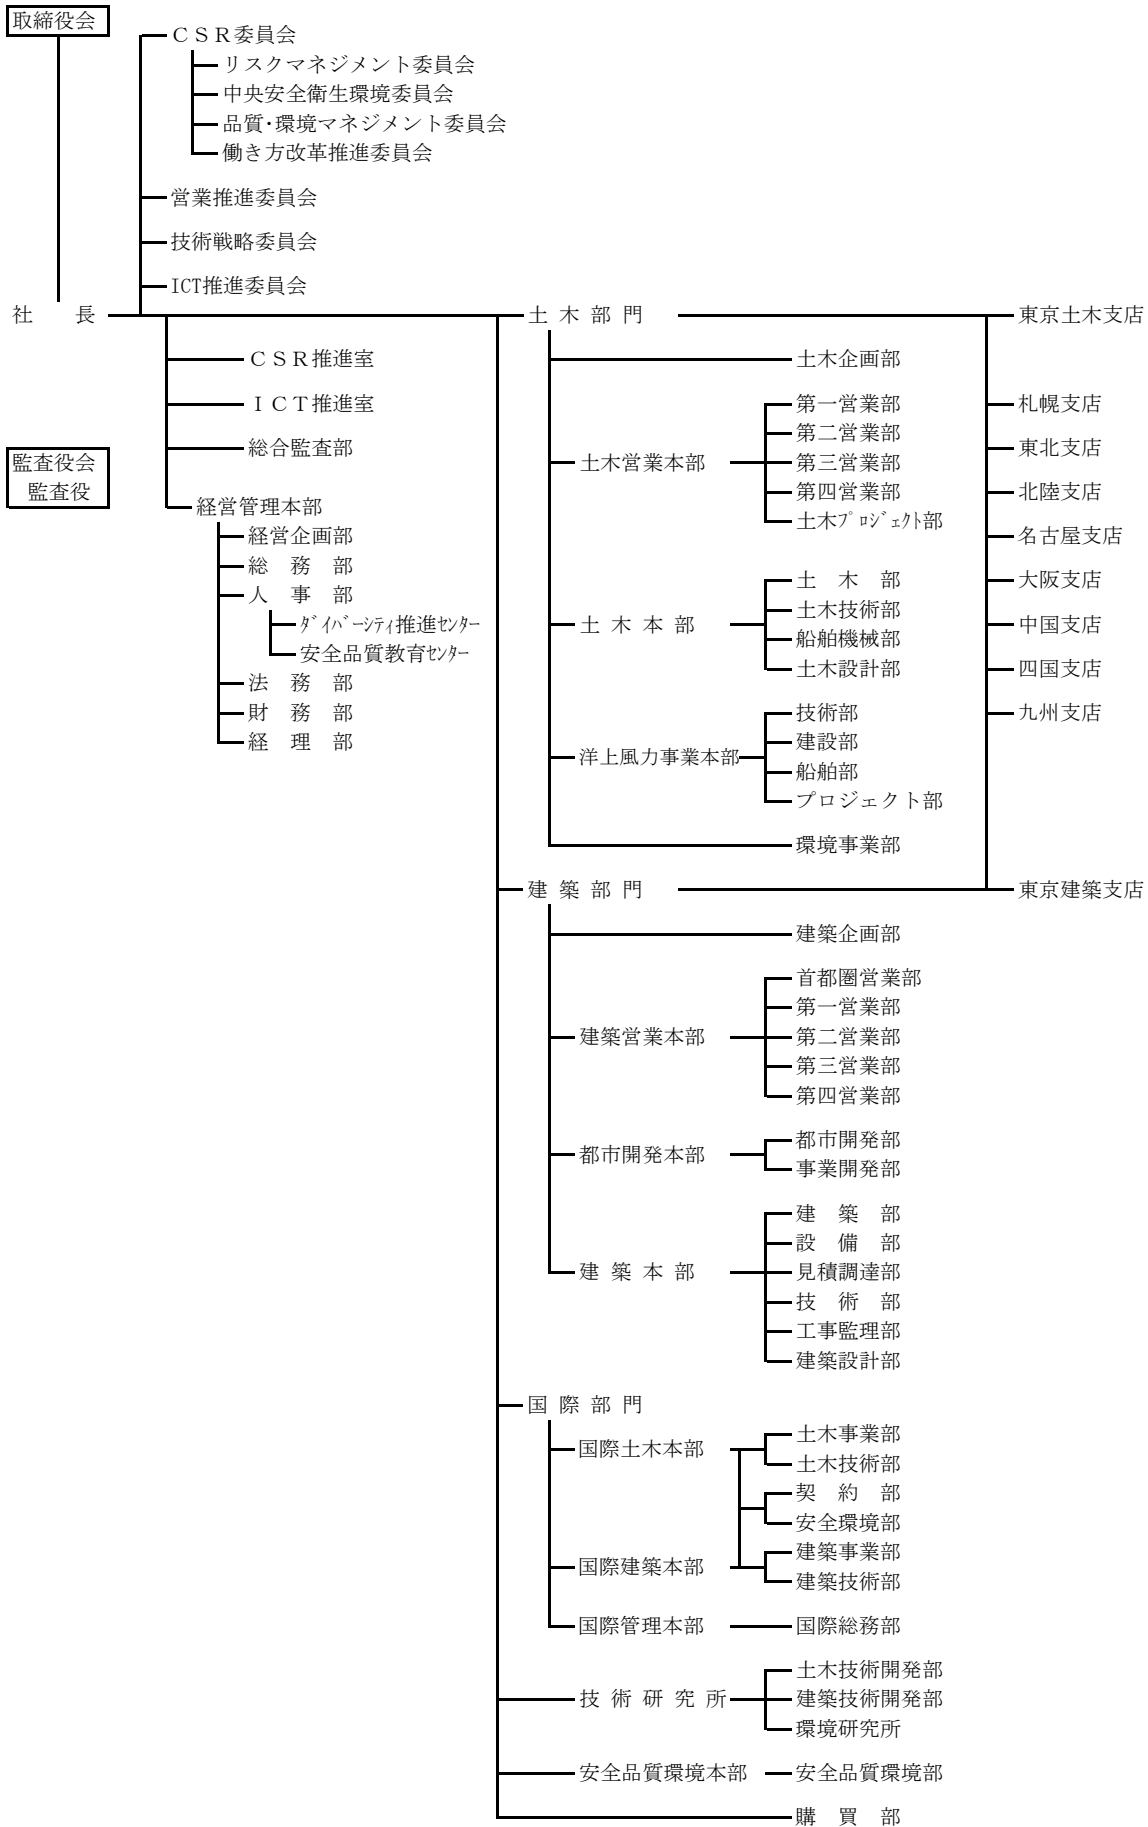 取締役会
ＣＳＲ委員会
リスクマネジメント委員会
中央安全衛生環境委員会
品質･環境マネジメント委員会
働き方改革推進委員会
営業推進委員会
技術戦略委員会
ICT推進委員会
社　　長
ＣＳＲ推進室
ＩＣＴ推進室
総合監査部
監査役会
監査役
経営管理本部
経営企画部
総　務　部
人　事　部
ﾀﾞｲﾊﾞｰｼﾃｨ推進ｾﾝﾀｰ
安全品質教育ｾﾝﾀｰ
法　務　部
財　務　部
経　理　部
土 木 部 門
土木企画部
土木営業本部
第一営業部
第二営業部
第三営業部
第四営業部
土木ﾌﾟﾛｼﾞｪｸﾄ部
土 木 本 部
土　木　部
土木技術部
船舶機械部
土木設計部
洋上風力事業本部
技術部
建設部
船舶部
プロジェクト部
環境事業部
東京土木支店
札幌支店
東北支店
北陸支店
名古屋支店
大阪支店
中国支店
四国支店
九州支店
東京建築支店
建 築 部 門
建築企画部
建築営業本部
首都圏営業部
第一営業部
第二営業部
第三営業部
第四営業部
都市開発本部
都市開発部
事業開発部
建 築 本 部
建　築　部
設　備　部
見積調達部
技　術　部
工事監理部
建築設計部
国 際 部 門
国際土木本部
土木事業部
土木技術部
契　約　部
安全環境部
国際建築本部
建築事業部
建築技術部
国際管理本部
国際総務部
技 術 研 究 所
土木技術開発部
建築技術開発部
環境研究所
安全品質環境本部
安全品質環境部
購　買　部